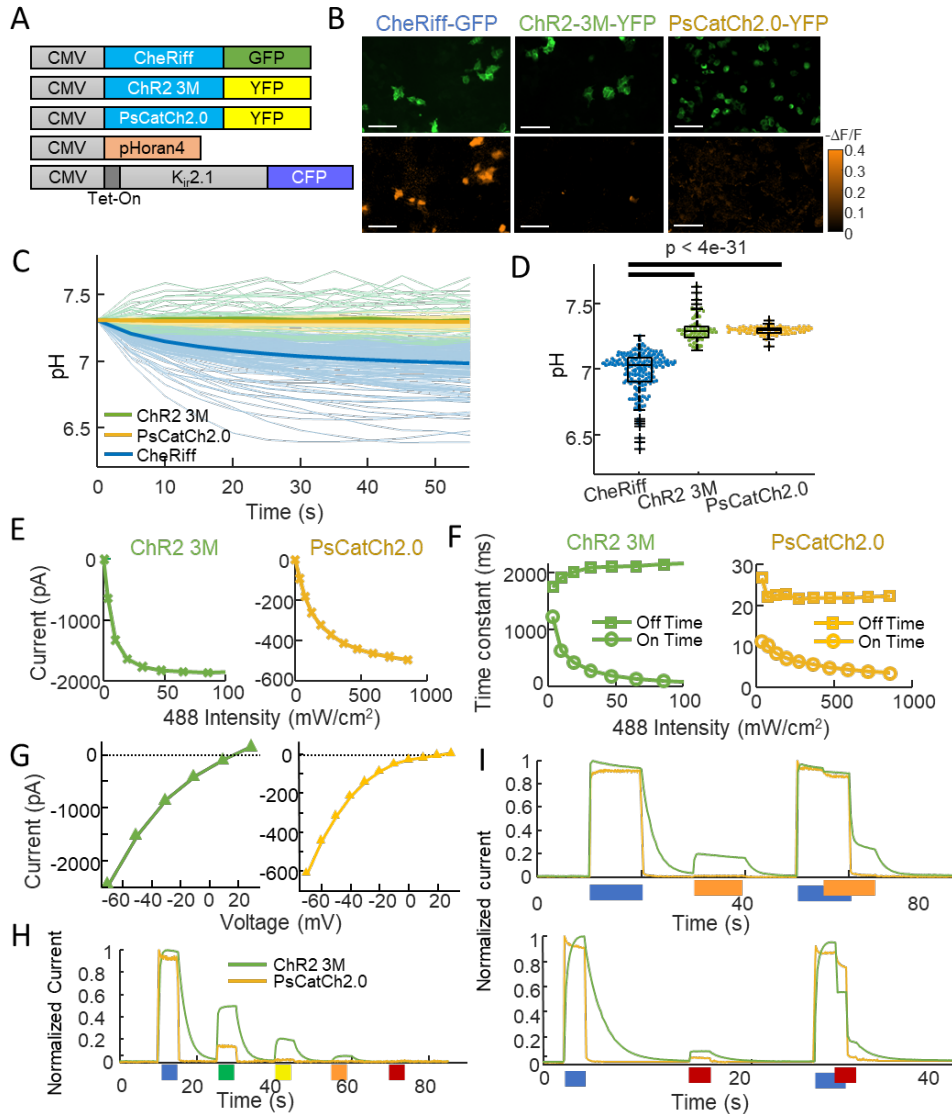 A
CMV CheRiff GFP
CMV ChR2 3M YFP
CMV PsCatCh2.0 YFP
CMV pHoran4
CMV Kir2.1 CFP
Tet-On
B
CheRiff-GFP ChR2-3M-YFP PsCatCh2.0-YFP
-ΔF/F
0.4
0.3
0.2
0.1
0
C
pH
7.5
7
6.5
ChR2 3M
PsCatCh2.0
CheRiff
0 10 20 30 40 50
Time (s)
D
p < 4e-31
pH
7.5
7
6.5
CheRiff ChR2 3M PsCatCh2.0
E
ChR2 3M PsCatCh2.0
Current (pA)
0
-1000
-2000
0 50 100
0
-200
-400
-600
0 500 1000
488 Intensity (mW/cm²)
F
ChR2 3M PsCatCh2.0
Time constant (ms)
2000
1000
0
Off Time
On Time
0 50 100
30
20
10
0
Off Time
On Time
0 500 1000
488 Intensity (mW/cm²)
G
Current (pA)
0
-1000
-2000
-60 -40 -20 0 20
0
-200
-400
-600
-60 -40 -20 0 20
Voltage (mV)
H
Normalized Current
1
0.8
0.6
0.4
0.2
0
ChR2 3M
PsCatCh2.0
0 20 40 60 80
Time (s)
I
Normalized current
1
0.8
0.6
0.4
0.2
0
0 80
Time (s)
1
0.8
0.6
0.4
0.2
0
0 20 40
Time (s)